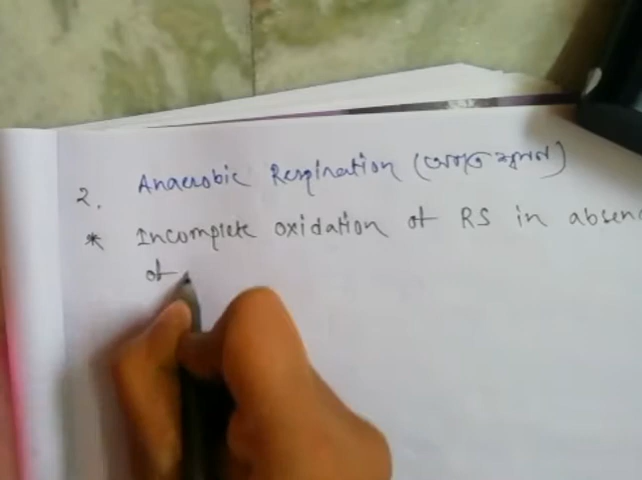 2. Anaerobic Respiration (অবাত শ্বসন)
* Incomplete oxidation of RS in absen
of